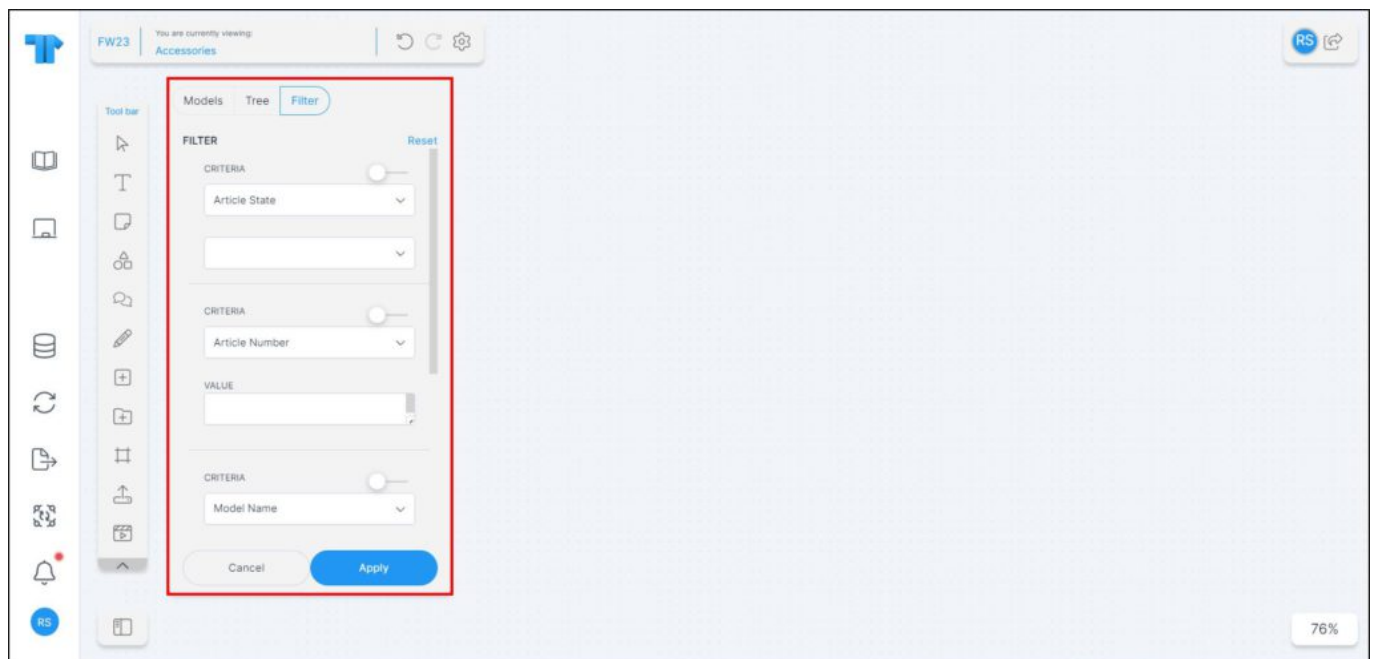 FW23
You are currently viewing:
Accessories
RS
Tool bar
Models Tree Filter
FILTER Reset
CRITERIA
Article State
CRITERIA
Article Number
VALUE
CRITERIA
Model Name
Cancel Apply
RS
76%